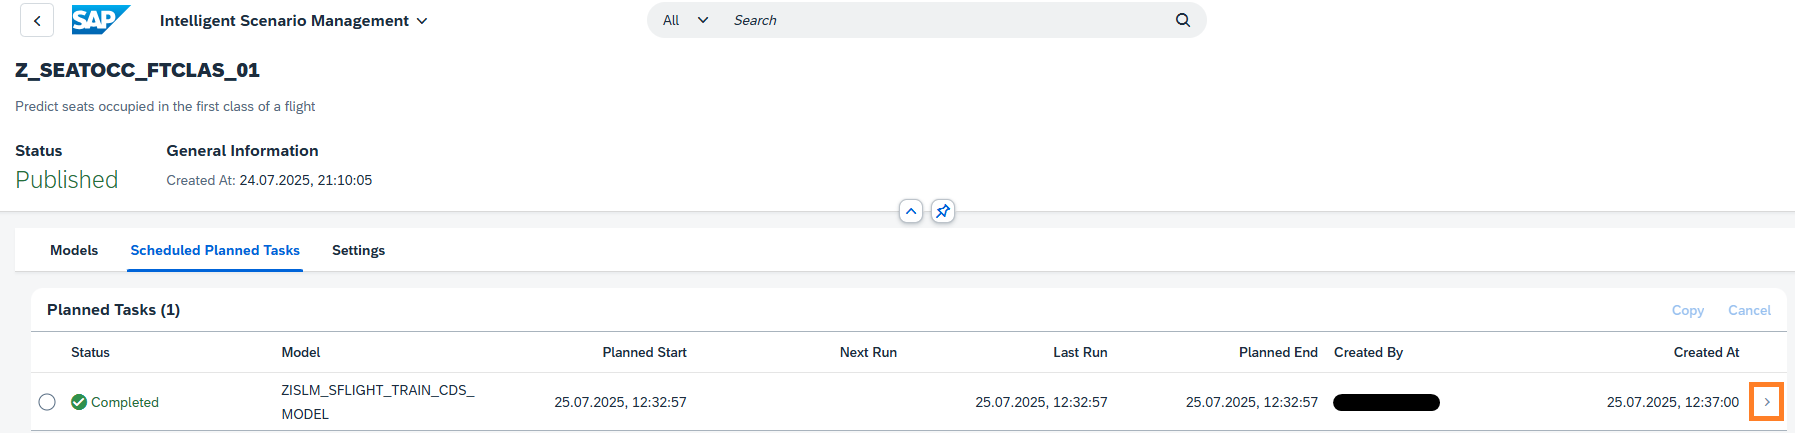 SAP Intelligent Scenario Management All Search
Z_SEATOCC_FTCLAS_01
Predict seats occupied in the first class of a flight
Status General Information
Published Created At: 24.07.2025, 21:10:05
Models Scheduled Planned Tasks Settings
Planned Tasks (1) Copy Cancel
Status Model Planned Start Next Run Last Run Planned End Created By Created At
Completed ZISLM_SFLIGHT_TRAIN_CDS_ 25.07.2025, 12:32:57 25.07.2025, 12:32:57 25.07.2025, 12:32:57 25.07.2025, 12:37:00
MODEL